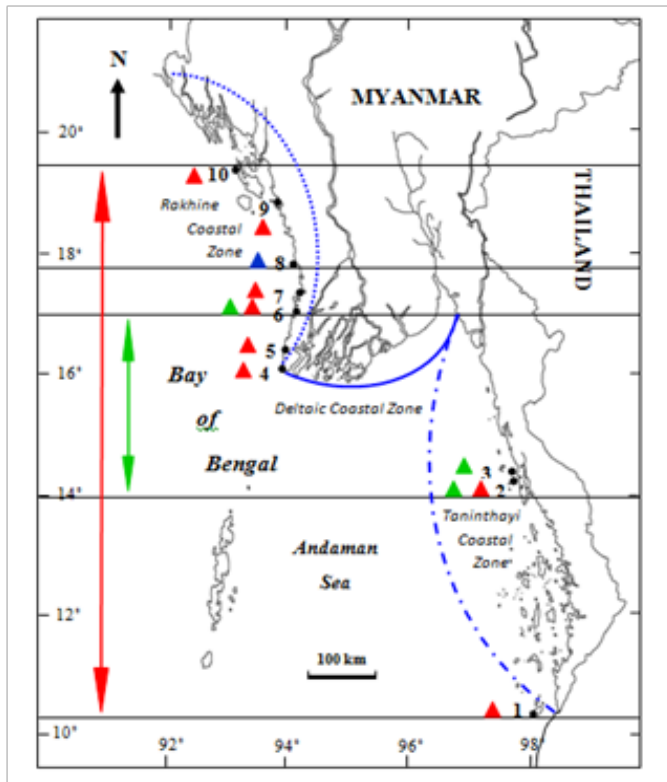 N
MYANMAR
THAILAND
20°
18°
16°
14°
12°
10°
92°
94°
96°
98°
10
Rakhine
9
Coastal
Zone
8
7
6
5
4
Bay
of
Bengal
Deltaic Coastal Zone
3
2
Taninthayi
Coastal
Zone
Andaman
Sea
100 km
1